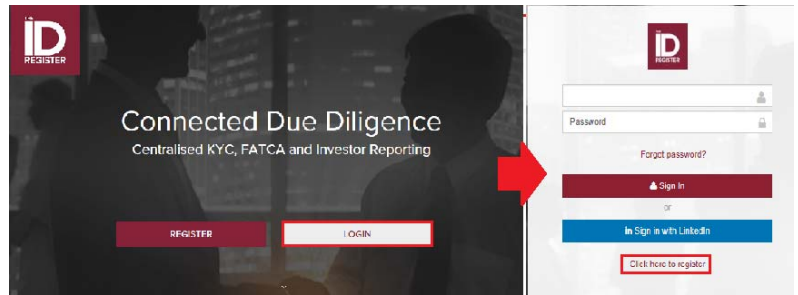 THE
ID
REGISTER
Connected Due Diligence
Centralised KYC, FATCA and Investor Reporting
REGISTER
LOGIN
ID
REGISTER
Password
Forgot password?
Sign In
or
in Sign in with LinkedIn
Click here to register